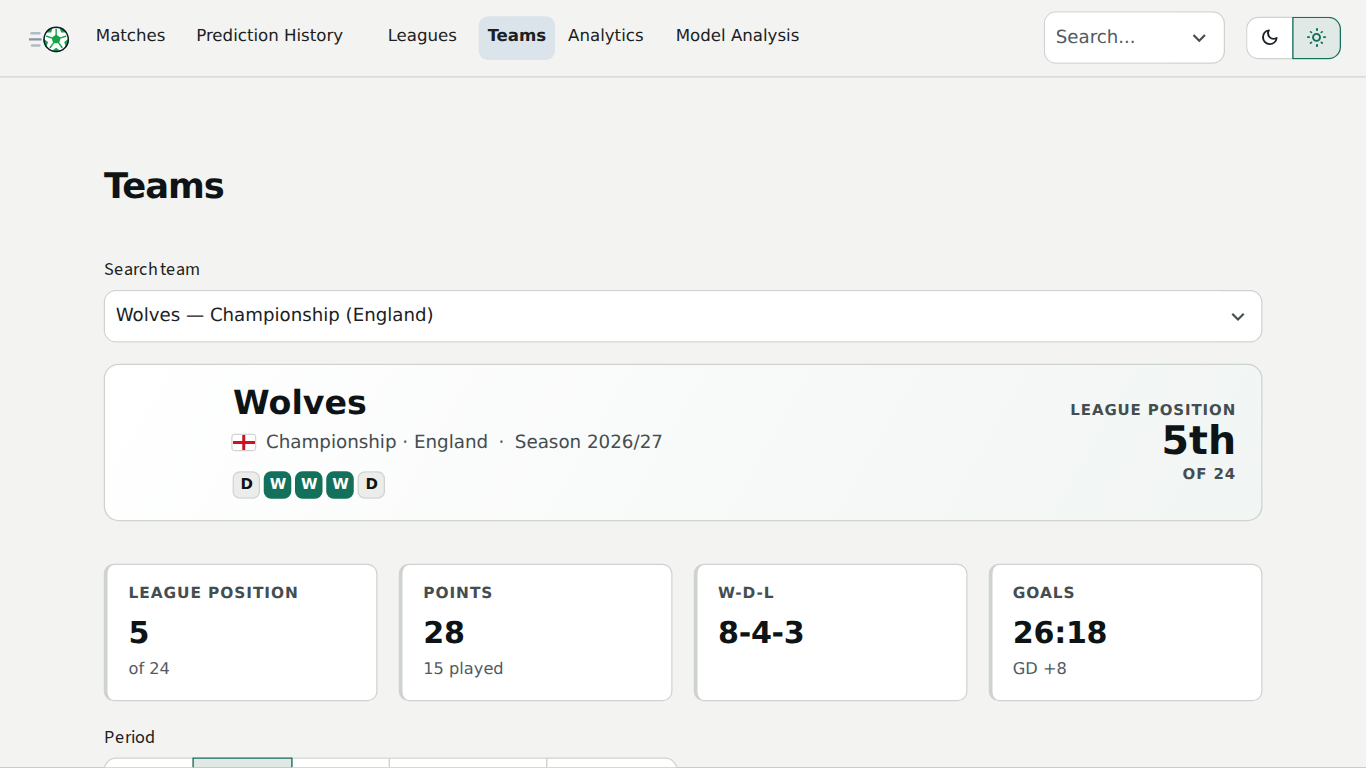 Matches Prediction History Leagues Teams Analytics Model Analysis Search...
Teams
Search team
Wolves — Championship (England)
Wolves
Championship · England · Season 2026/27
D W W W D
LEAGUE POSITION
5th
OF 24
LEAGUE POSITION
5
of 24
POINTS
28
15 played
W-D-L
8-4-3
GOALS
26:18
GD +8
Period